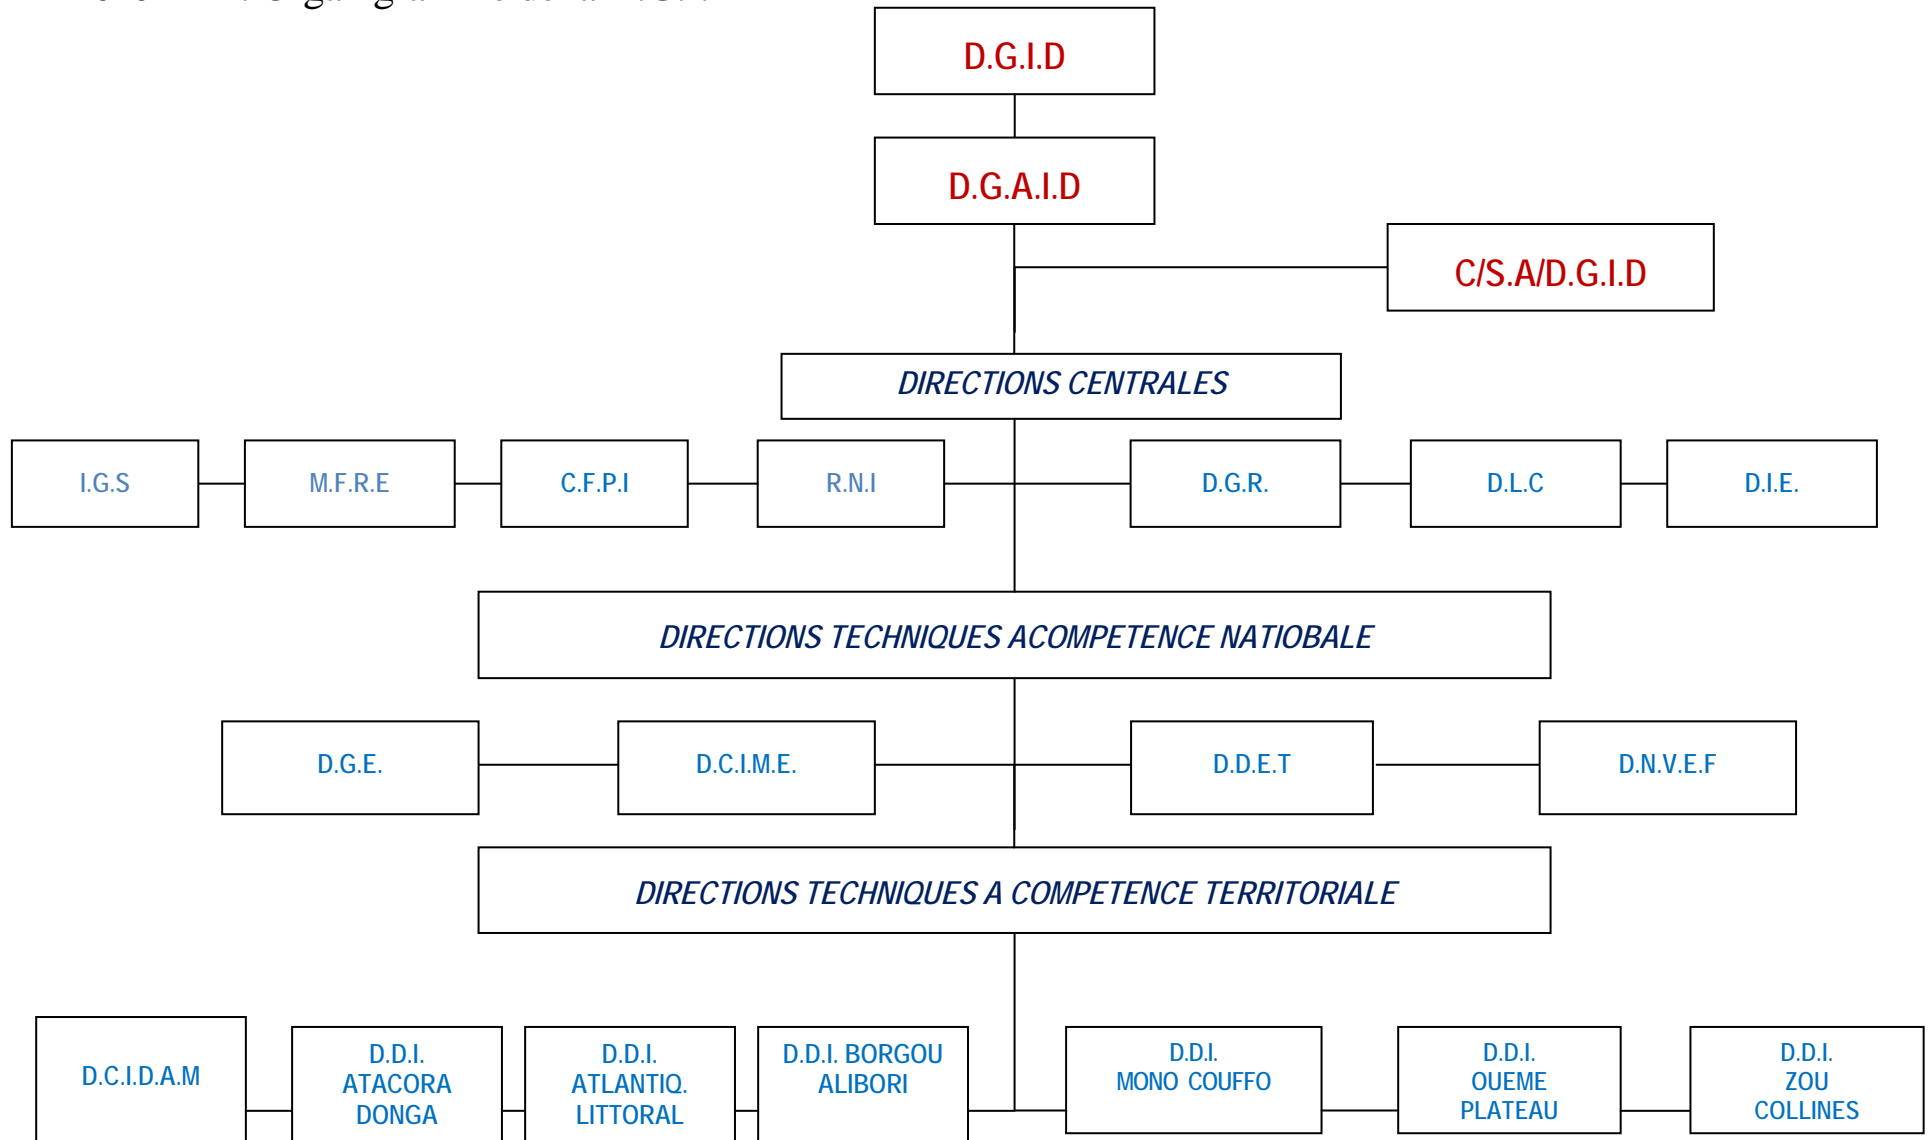 D.G.I.D
D.G.A.I.D
C/S.A/D.G.I.D
DIRECTIONS CENTRALES
I.G.S
M.F.R.E
C.F.P.I
R.N.I
D.G.R.
D.L.C
D.I.E.
DIRECTIONS TECHNIQUES ACOMPETENCE NATIOBALE
D.G.E.
D.C.I.M.E.
D.D.E.T
D.N.V.E.F
DIRECTIONS TECHNIQUES A COMPETENCE TERRITORIALE
D.C.I.D.A.M
D.D.I.
ATACORA
DONGA
D.D.I.
ATLANTIQ.
LITTORAL
D.D.I. BORGOU
ALIBORI
D.D.I.
MONO COUFFO
D.D.I.
OUEME
PLATEAU
D.D.I.
ZOU
COLLINES